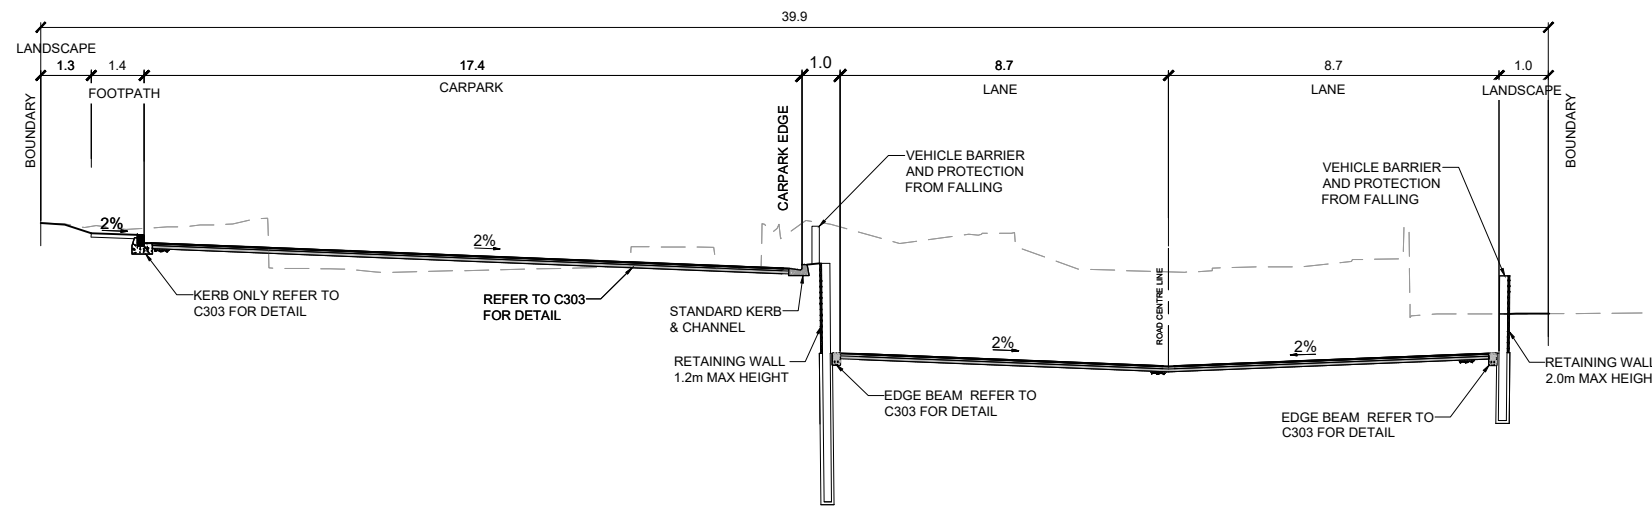 39.9
LANDSCAPE
1.3
1.4
17.4
1.0
8.7
8.7
1.0
FOOTPATH
CARPARK
LANE
LANE
LANDSCAPE
BOUNDARY
CARPARK EDGE
BOUNDARY
VEHICLE BARRIER
AND PROTECTION
FROM FALLING
VEHICLE BARRIER
AND PROTECTION
FROM FALLING
2%
2%
KERB ONLY REFER TO
C303 FOR DETAIL
REFER TO C303
FOR DETAIL
STANDARD KERB
& CHANNEL
ROAD CENTRE LINE
2%
2%
RETAINING WALL
1.2m MAX HEIGHT
RETAINING WALL
2.0m MAX HEIGH
EDGE BEAM REFER TO
C303 FOR DETAIL
EDGE BEAM REFER TO
C303 FOR DETAIL